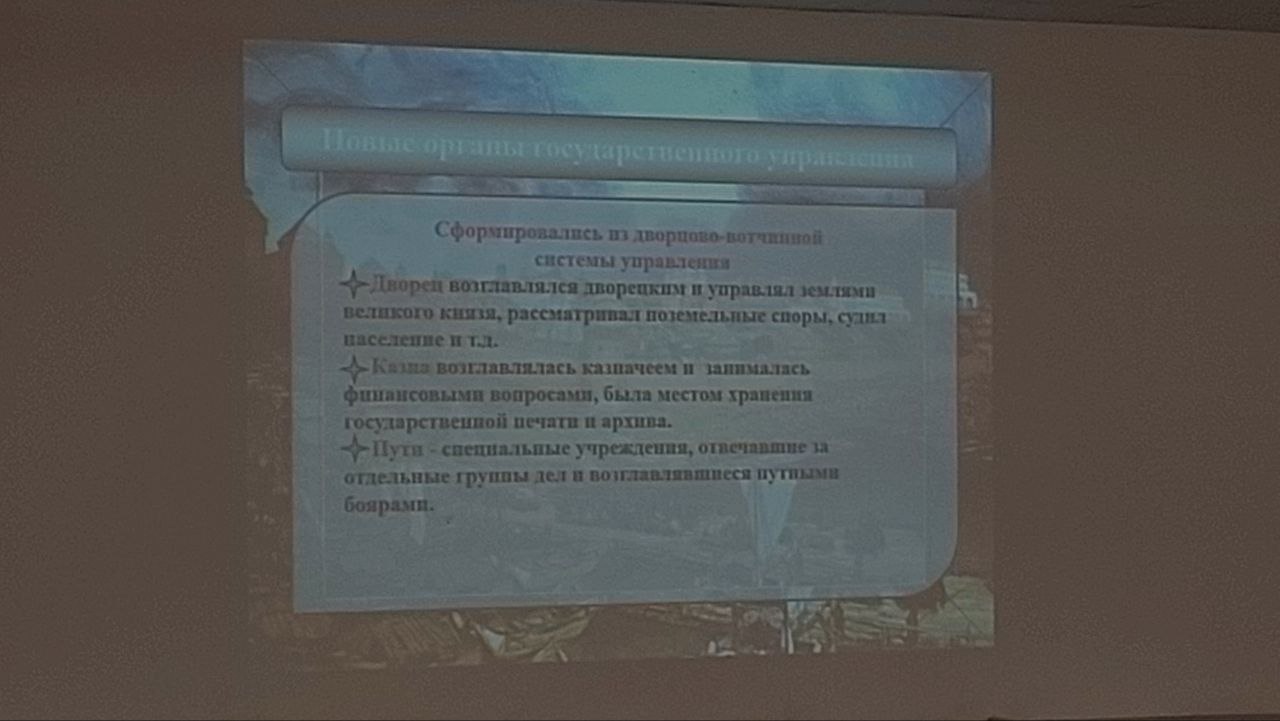 Новые органы государственного управления
Сформировались из дворцово-вотчинной
системы управления
Дворец возглавлялся дворецким и управлял землями
великого князя, рассматривал поземельные споры, судил
население и т.д.
Казна возглавлялась казначеем и занималась
финансовыми вопросами, была местом хранения
государственной печати и архива.
Пути - специальные учреждения, отвечавшие за
отдельные группы дел и возглавлявшиеся путными
боярами.